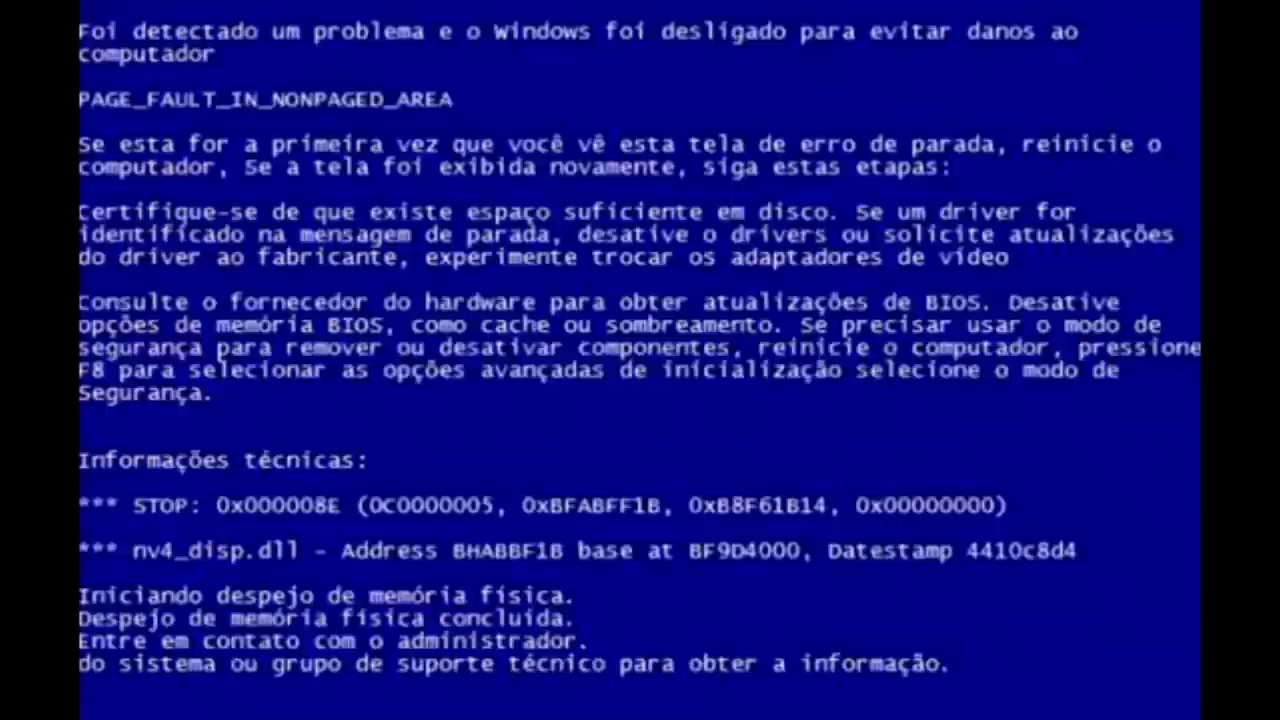 Foi detectado um problema e o Windows foi desligado para evitar danos ao
computador
PAGE_FAULT_IN_NONPAGED_AREA
Se esta for a primeira vez que você vê esta tela de erro de parada, reinicie o
computador, Se a tela foi exibida novamente, siga estas etapas:
Certifique-se de que existe espaço suficiente em disco. Se um driver for
identificado na mensagem de parada, desative o drivers ou solicite atualizações
do driver ao fabricante, experimente trocar os adaptadores de vídeo
Consulte o fornecedor do hardware para obter atualizações de BIOS. Desative
opções de memória BIOS, como cache ou sombreamento. Se precisar usar o modo de
segurança para remover ou desativar componentes, reinicie o computador, pressione
F8 para selecionar as opções avançadas de inicialização selecione o modo de
Segurança.
Informações técnicas:
*** STOP: 0x000008E (0C0000005, 0xBFABFF1B, 0xB8F61B14, 0x00000000)
*** nv4_disp.dll - Address BHABBF1B base at BF9D4000, Datestamp 4410c8d4
Iniciando despejo de memória física.
Despejo de memória física concluída.
Entre em contato com o administrador.
do sistema ou grupo de suporte técnico para obter a informação.